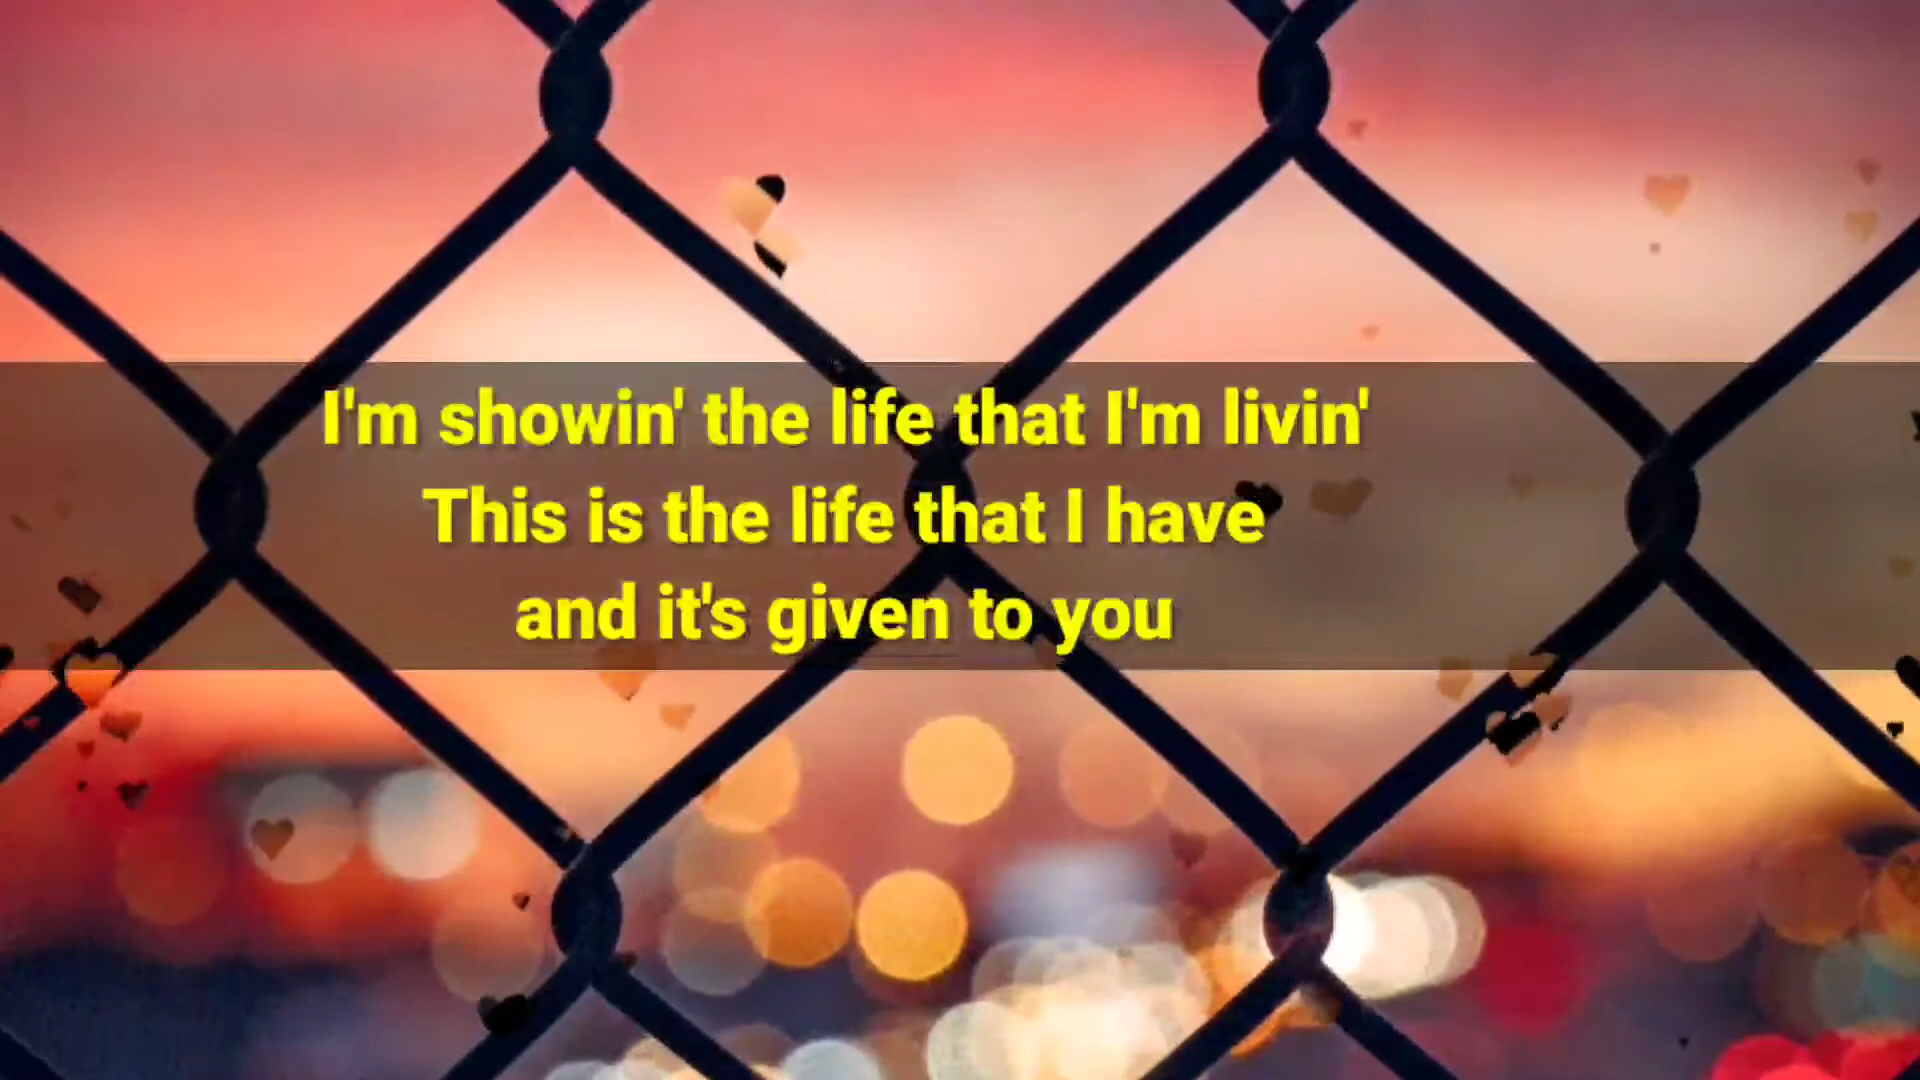 I'm showin' the life that I'm livin'
This is the life that I have
and it's given to you